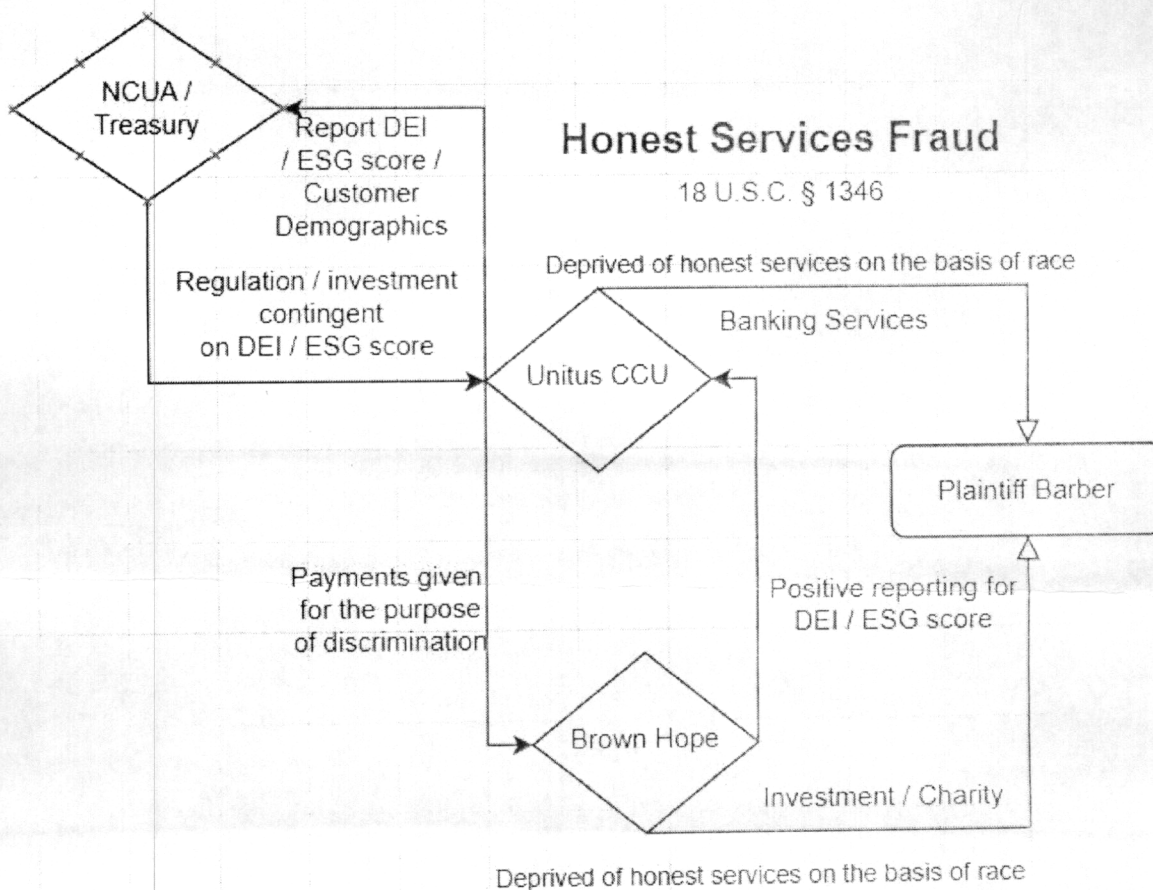 NCUA /
Treasury
Report DEI
/ ESG score /
Customer
Demographics
Honest Services Fraud
18 U.S.C. § 1346
Regulation / investment
contingent
on DEI / ESG score
Deprived of honest services on the basis of race
Banking Services
Unitus CCU
Plaintiff Barber
Payments given
for the purpose
of discrimination
Positive reporting for
DEI / ESG score
Brown Hope
Investment / Charity
Deprived of honest services on the basis of race